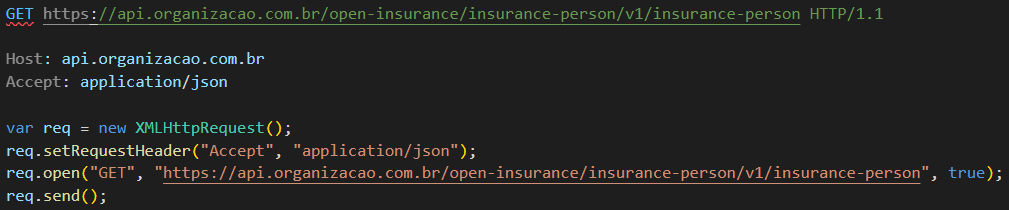 GET https://api.organizacao.com.br/open-insurance/insurance-person/v1/insurance-person HTTP/1.1
Host: api.organizacao.com.br
Accept: application/json
var req = new XMLHttpRequest();
req.setRequestHeader("Accept", "application/json");
req.open("GET", "https://api.organizacao.com.br/open-insurance/insurance-person/v1/insurance-person", true);
req.send();